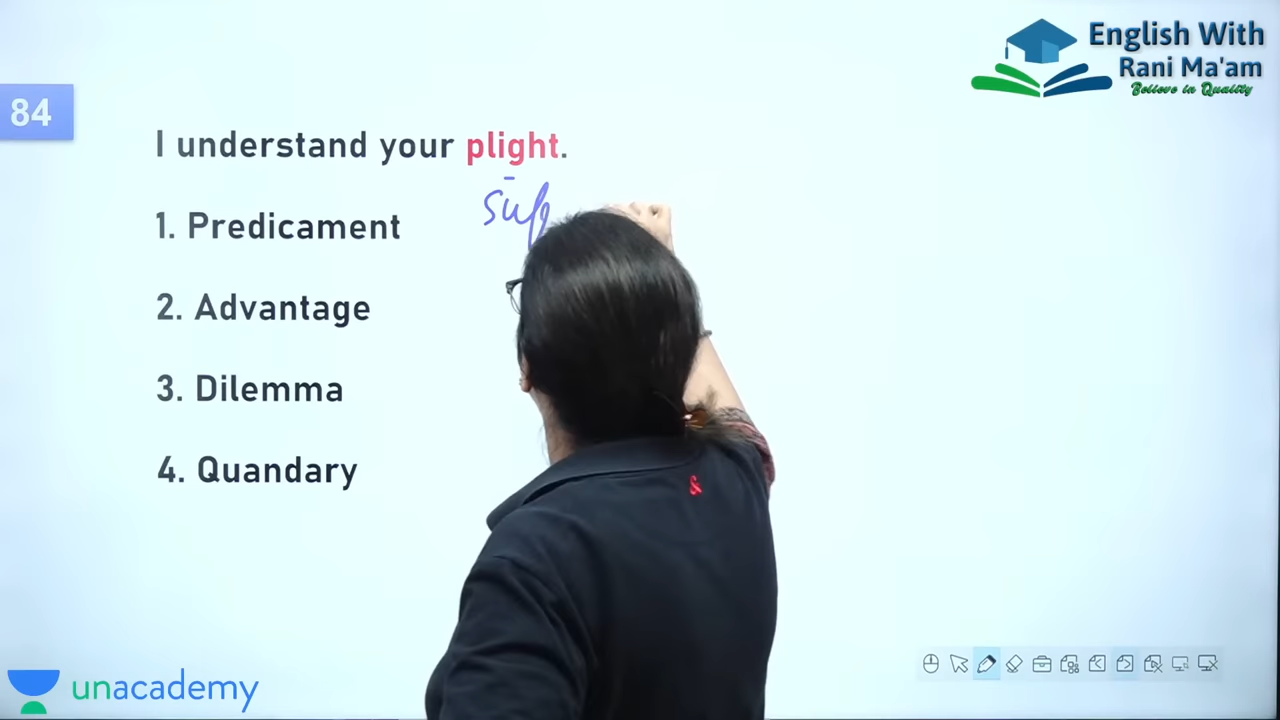 English With
Rani Ma'am
Believe in Quality
84
I understand your plight.
1. Predicament
2. Advantage
3. Dilemma
4. Quandary
&
unacademy